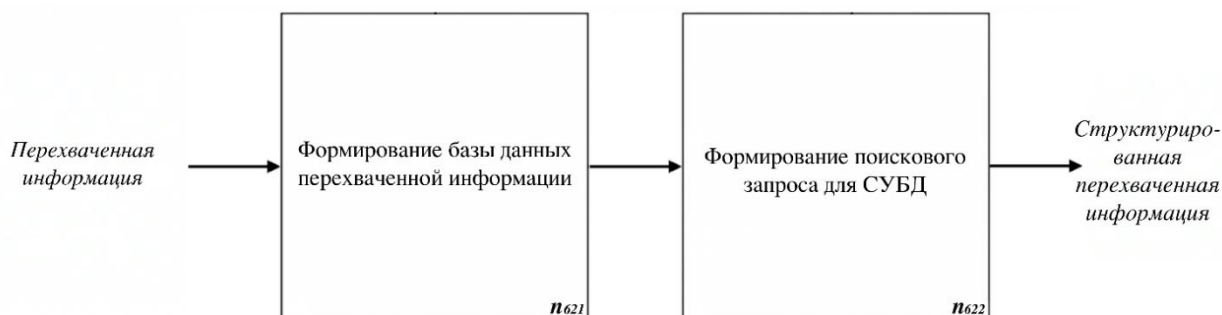 Перехваченная
информация
Формирование базы данных
перехваченной информации
n621
Формирование поискового
запроса для СУБД
n622
Структуриро-
ванная
перехваченная
информация